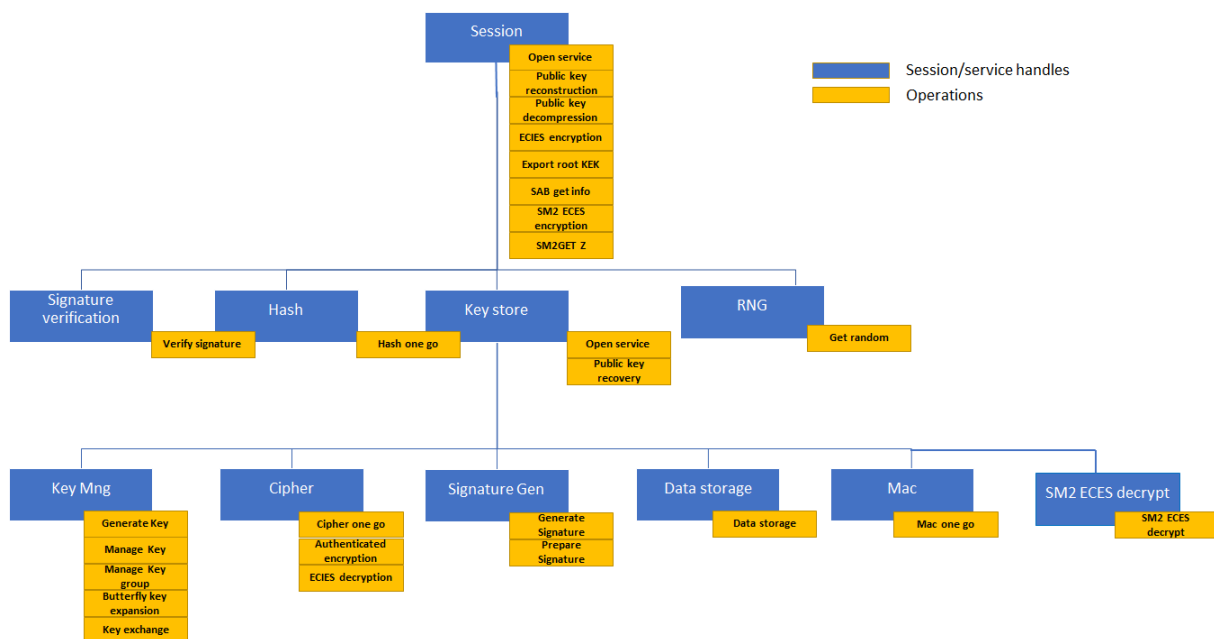 Session
Open service
Public key
reconstruction
Public key
decompression
ECIES encryption
Export root KEK
SAB get info
SM2 ECES
encryption
SM2GET Z
Session/service handles
Operations
Signature
verification
Verify signature
Hash
Hash one go
Key store
Open service
Public key
recovery
RNG
Get random
Key Mng
Generate Key
Manage Key
Manage Key
group
Butterfly key
expansion
Key exchange
Cipher
Cipher one go
Authenticated
encryption
ECIES decryption
Signature Gen
Generate
Signature
Prepare
Signature
Data storage
Data storage
Mac
Mac one go
SM2 ECES decrypt
SM2 ECES
decrypt